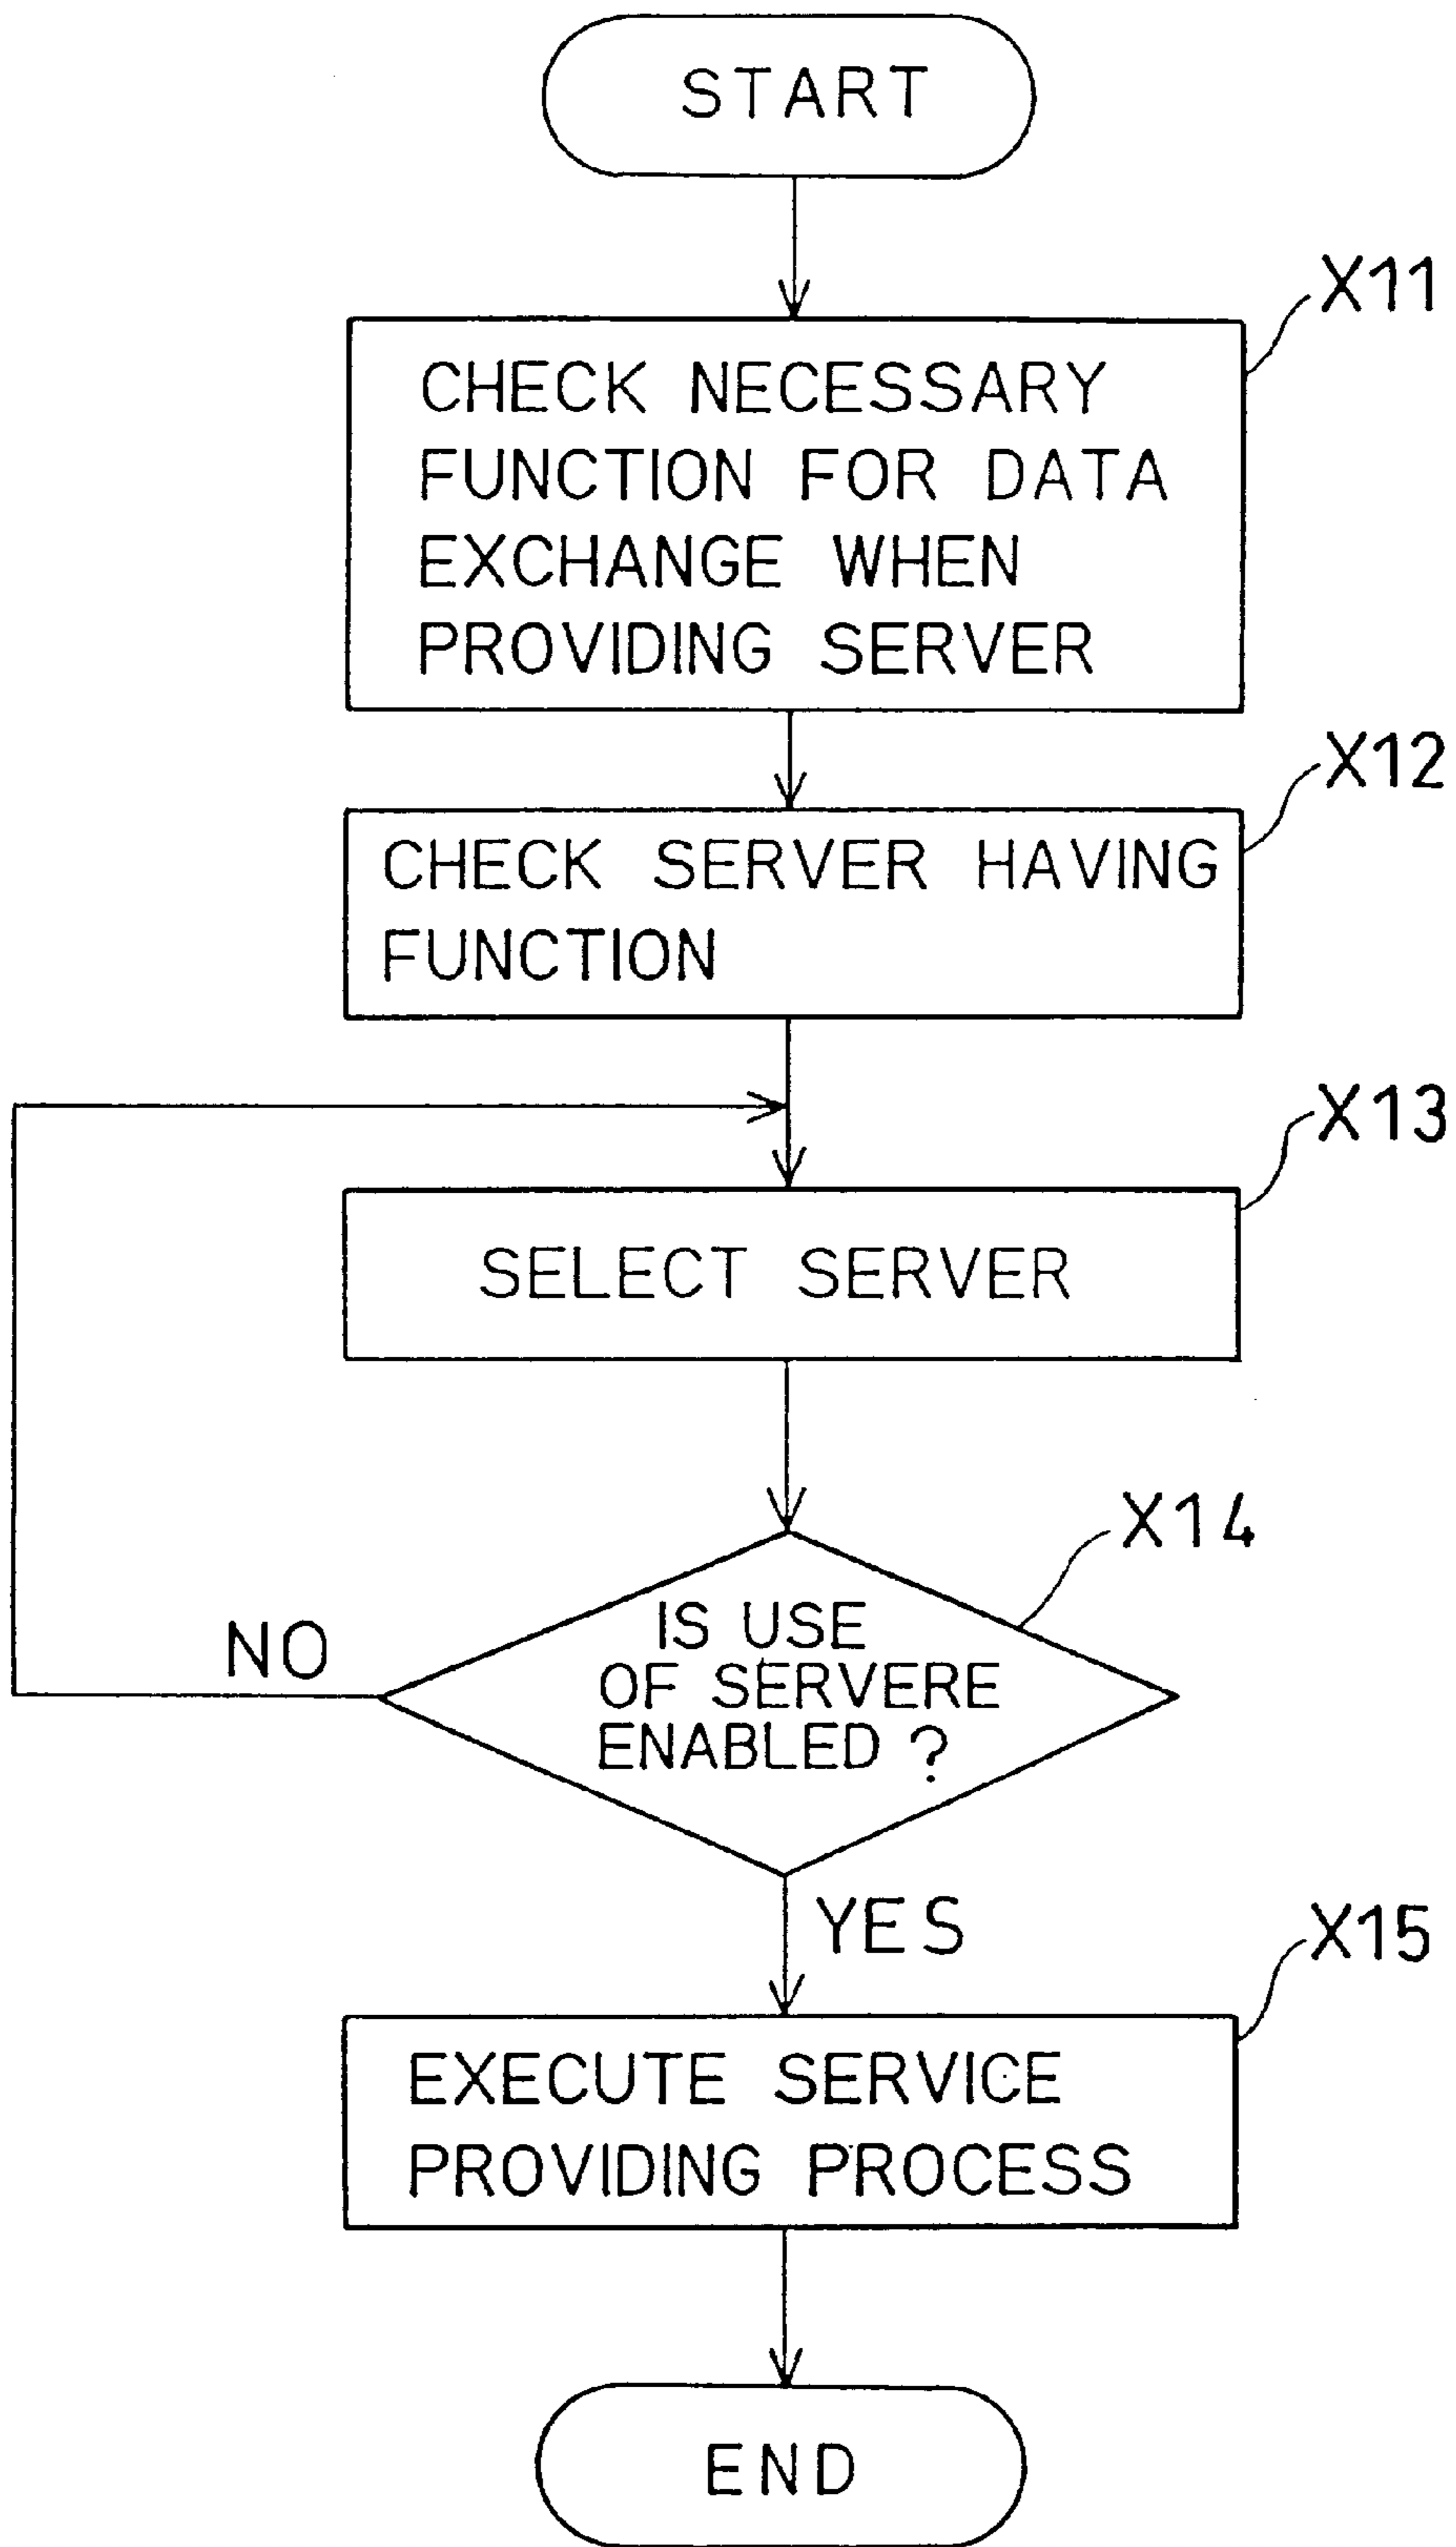 START
X11
CHECK NECESSARY
FUNCTION FOR DATA
EXCHANGE WHEN
PROVIDING SERVER
X12
CHECK SERVER HAVING
FUNCTION
X13
SELECT SERVER
X14
IS USE
OF SERVERE
ENABLED ?
NO
YES
X15
EXECUTE SERVICE
PROVIDING PROCESS
END